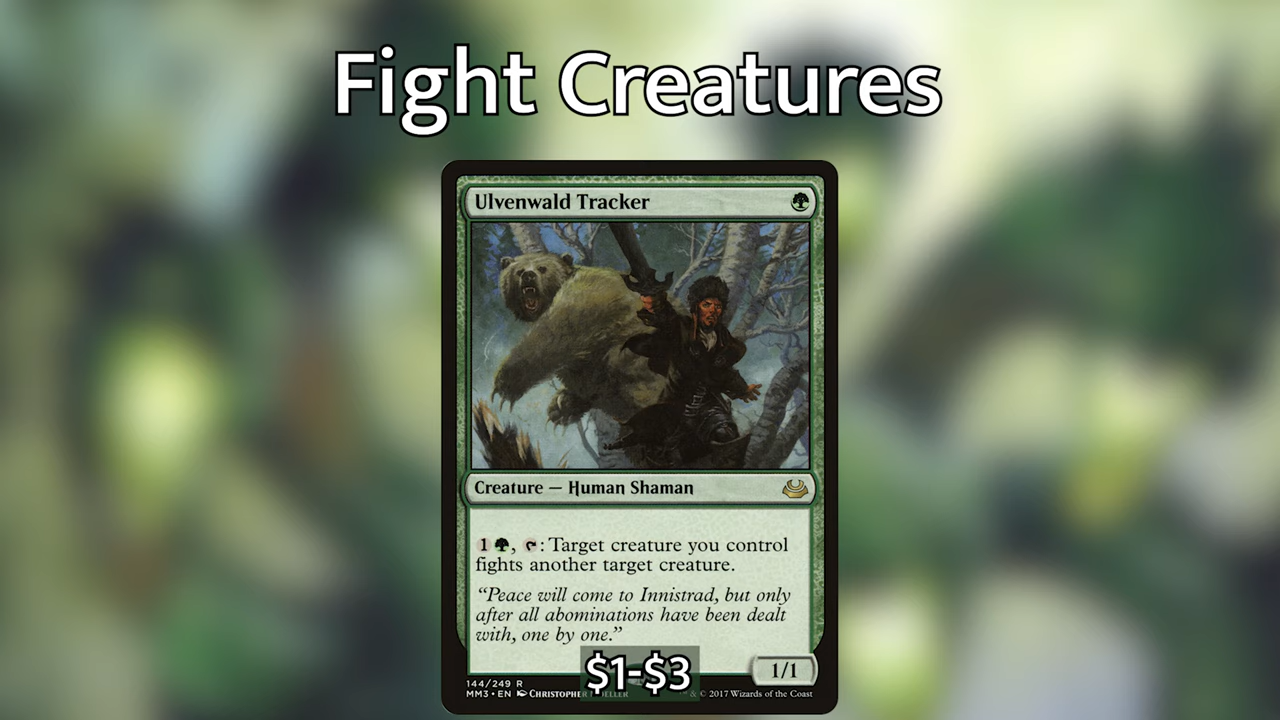 Fight Creatures
Ulvenwald Tracker
Creature — Human Shaman
1 , : Target creature you control
fights another target creature.
“Peace will come to Innistrad, but only
after all abominations have been dealt
with, one by one.”
$1-$3
1/1
144/249 R
MM3 • EN
™ & © 2017 Wizards of the Coast